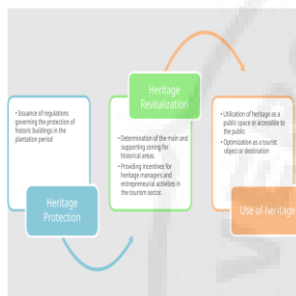 • Issuance of regulations
governing the protection of
historic buildings in the
plantation period
Heritage
Protection
Heritage
Revitalization
• Determination of the main and
supporting zoning for
historical areas.
• Providing incentives for
heritage managers and
entrepreneurial activities in
the tourism sector.
• Utilization of heritage as a
public space or accessible to
the public
• Optimization as a tourist
object or destination
Use of heritage